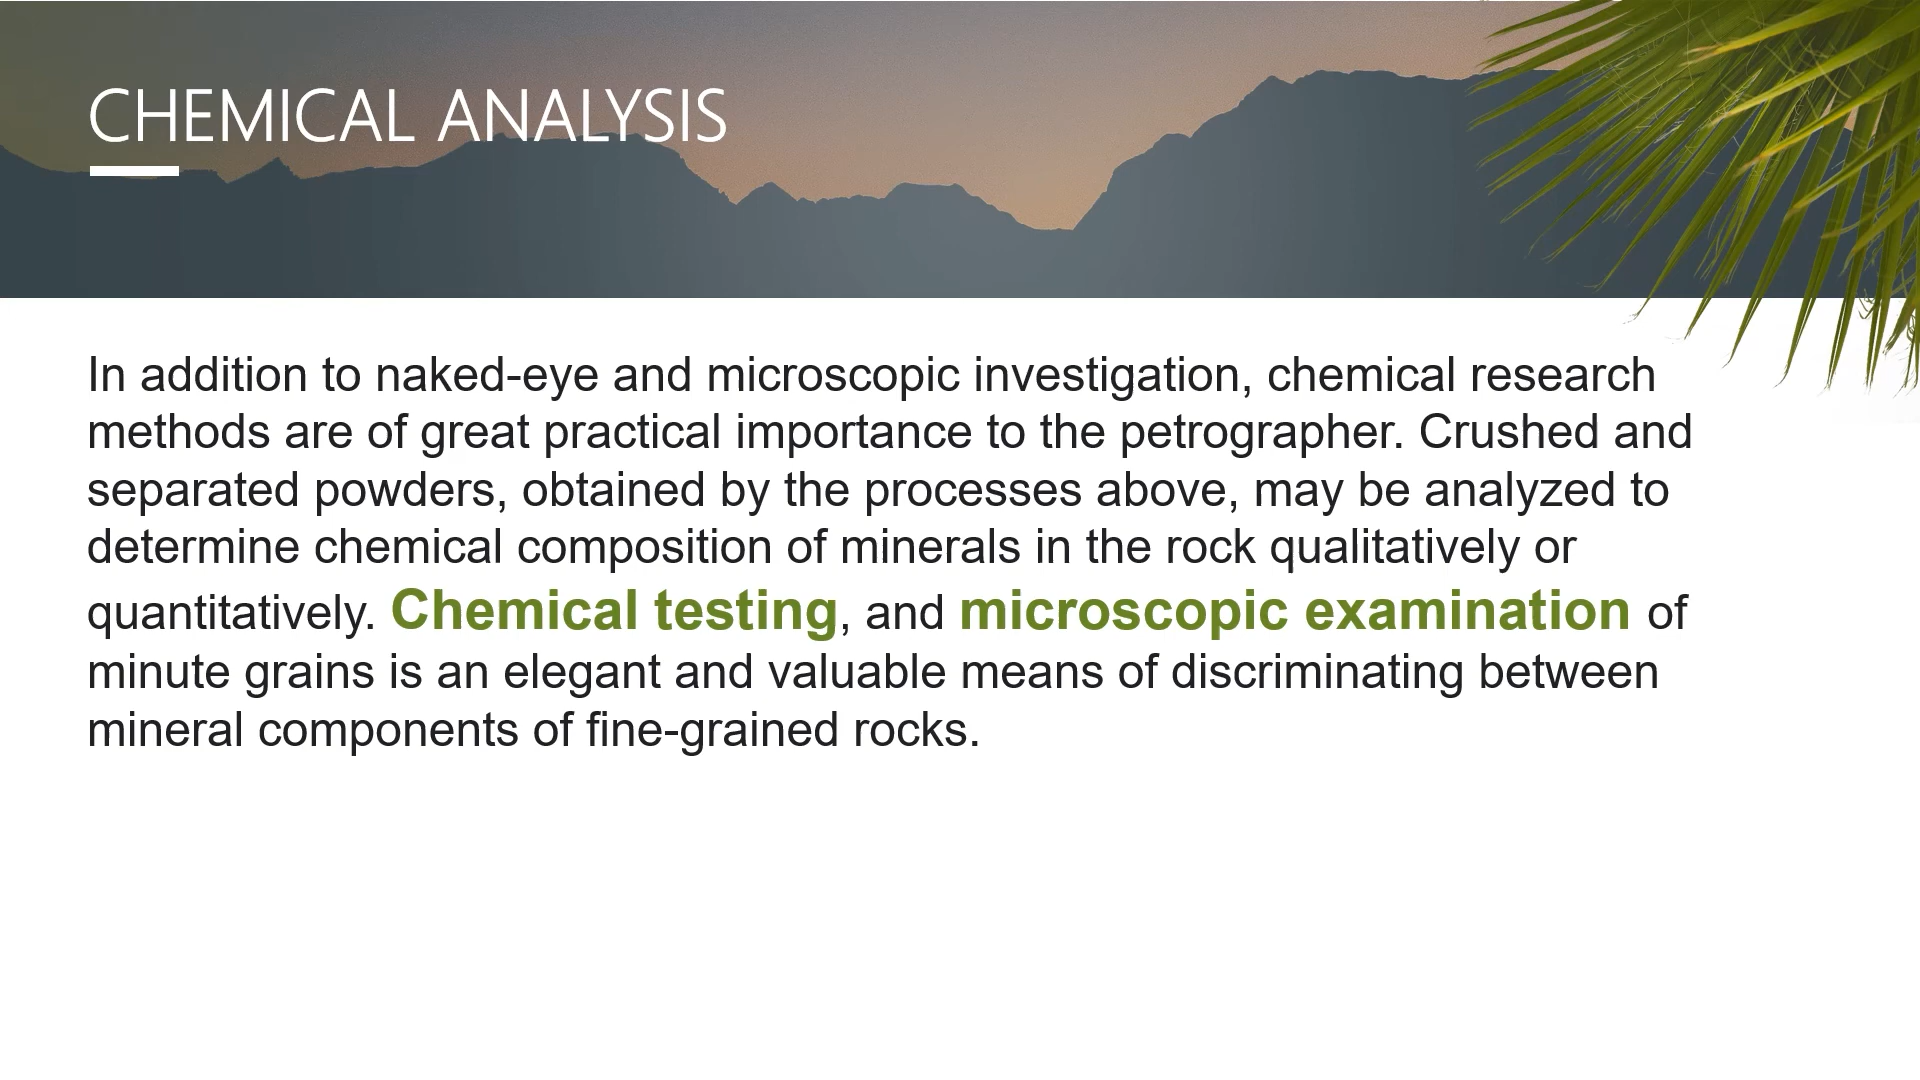 CHEMICAL ANALYSIS
In addition to naked-eye and microscopic investigation, chemical research
methods are of great practical importance to the petrographer. Crushed and
separated powders, obtained by the processes above, may be analyzed to
determine chemical composition of minerals in the rock qualitatively or
quantitatively. Chemical testing, and microscopic examination of
minute grains is an elegant and valuable means of discriminating between
mineral components of fine-grained rocks.